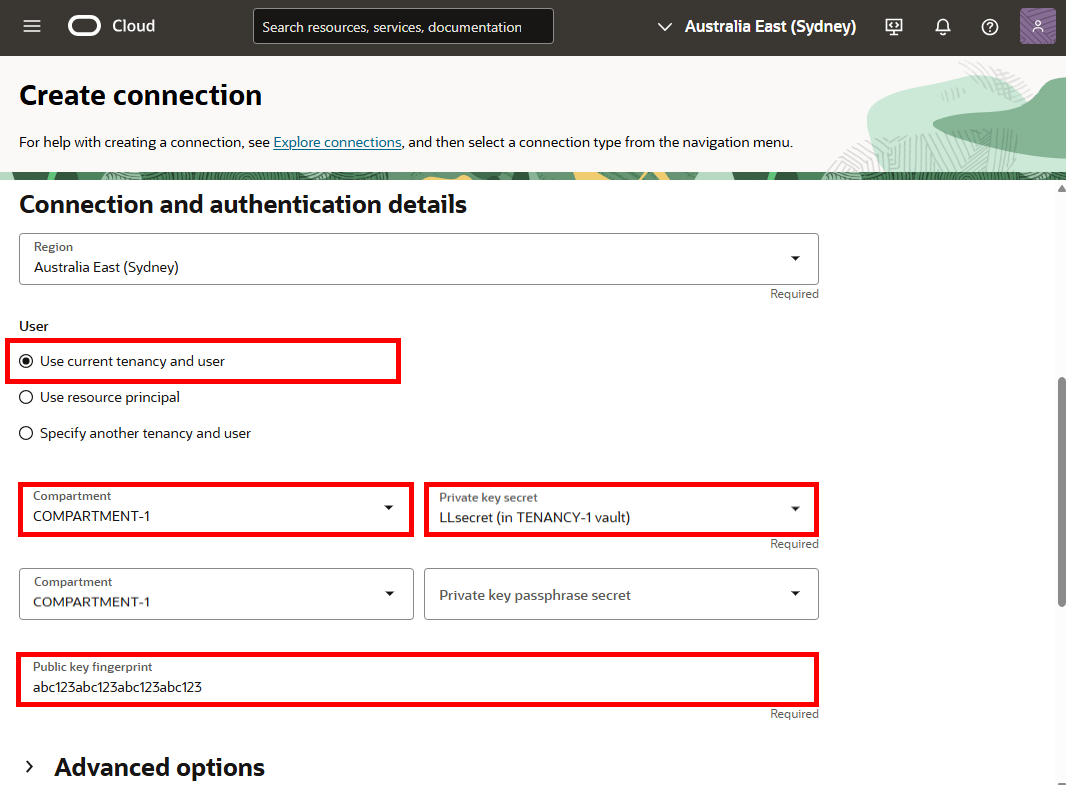 Cloud
Search resources, services, documentation
Australia East (Sydney)
Create connection
For help with creating a connection, see Explore connections, and then select a connection type from the navigation menu.
Connection and authentication details
Region
Australia East (Sydney)
Required
User
Use current tenancy and user
Use resource principal
Specify another tenancy and user
Compartment
COMPARTMENT-1
Private key secret
LLsecret (in TENANCY-1 vault)
Required
Compartment
COMPARTMENT-1
Private key passphrase secret
Public key fingerprint
abc123abc123abc123abc123
Required
Advanced options